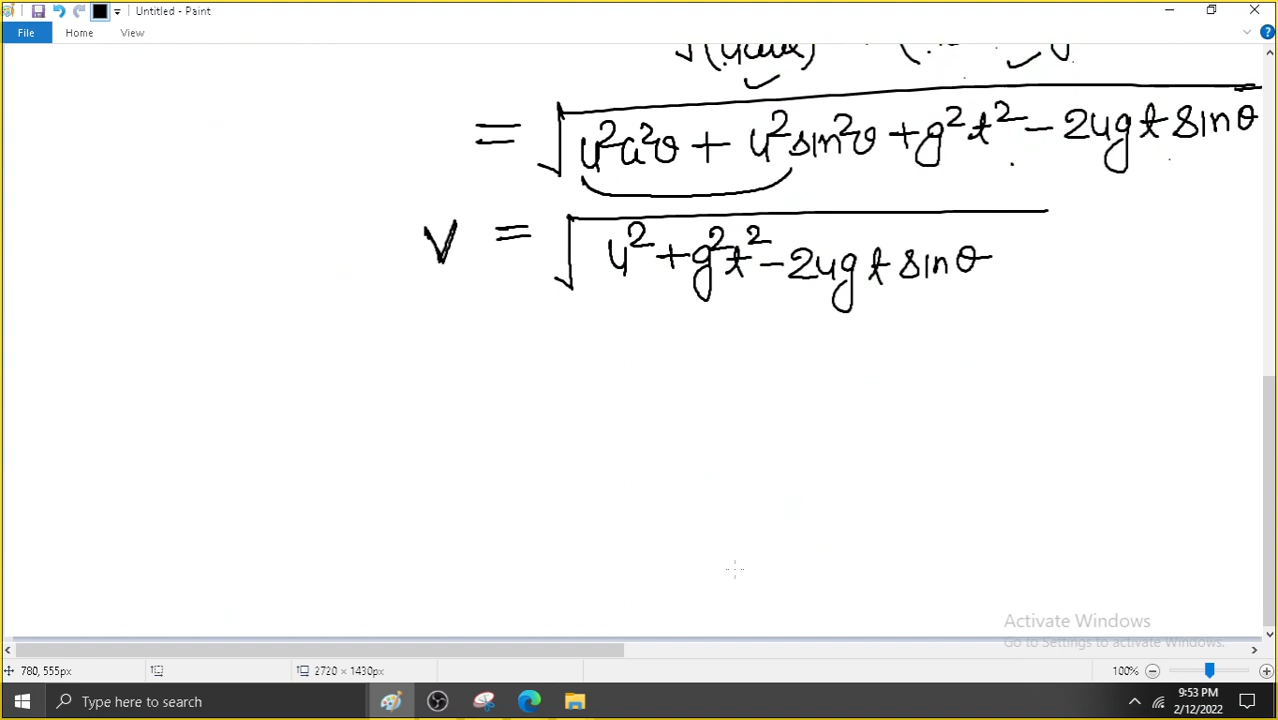 Untitled - Paint
File Home View
= √(u²cos²θ + u²sin²θ + g²t² - 2ugt sinθ)
v = √(u² + g²t² - 2ugt sinθ)
Activate Windows
Go to Settings to activate Windows.
780, 555px
2720 × 1430px
100%
Type here to search
9:53 PM
2/12/2022